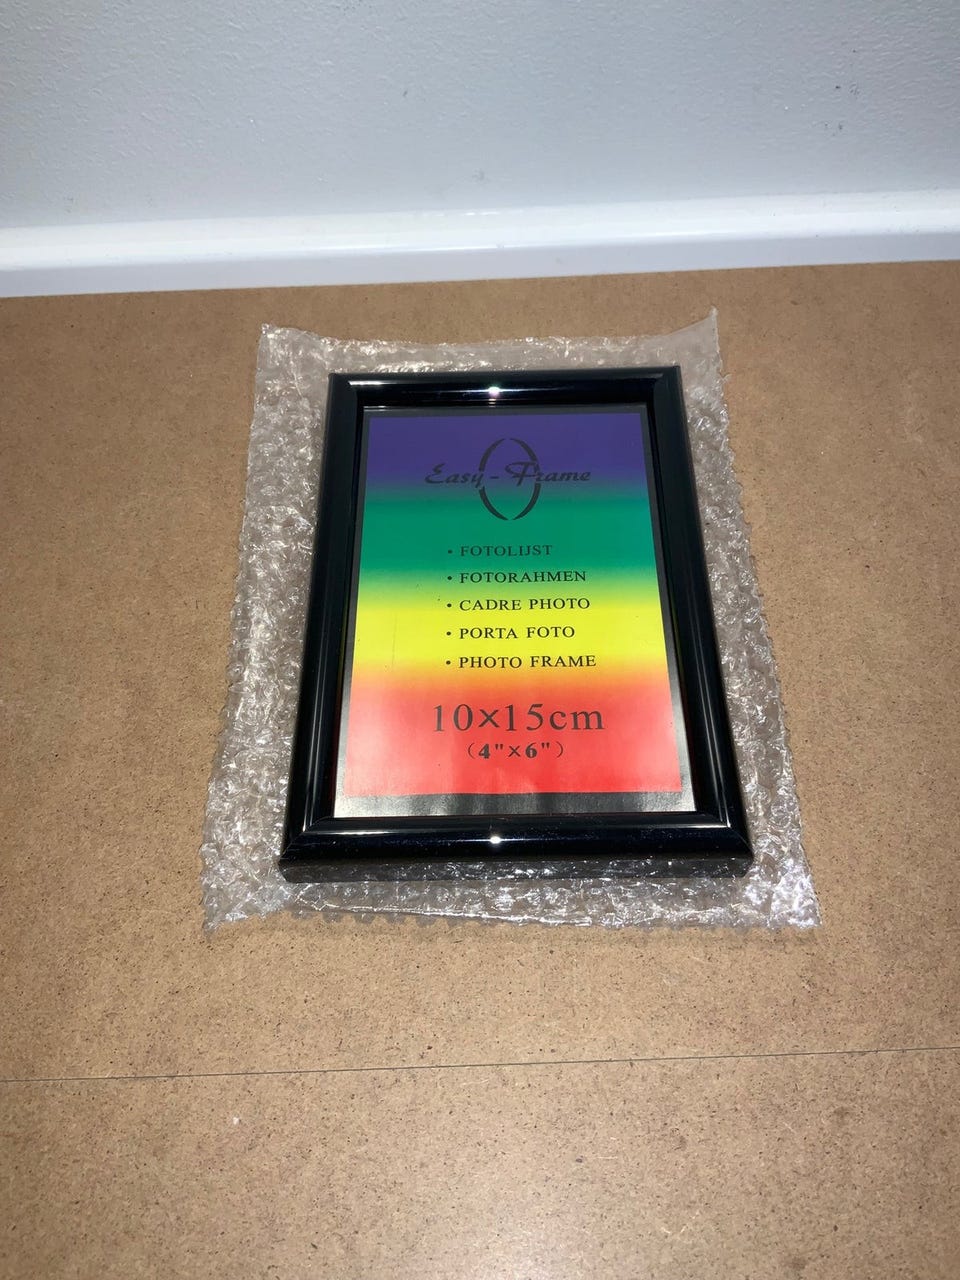 Easy-Frame
• FOTOLIJST
• FOTORAHMEN
• CADRE PHOTO
• PORTA FOTO
• PHOTO FRAME
10×15cm
(4"×6")